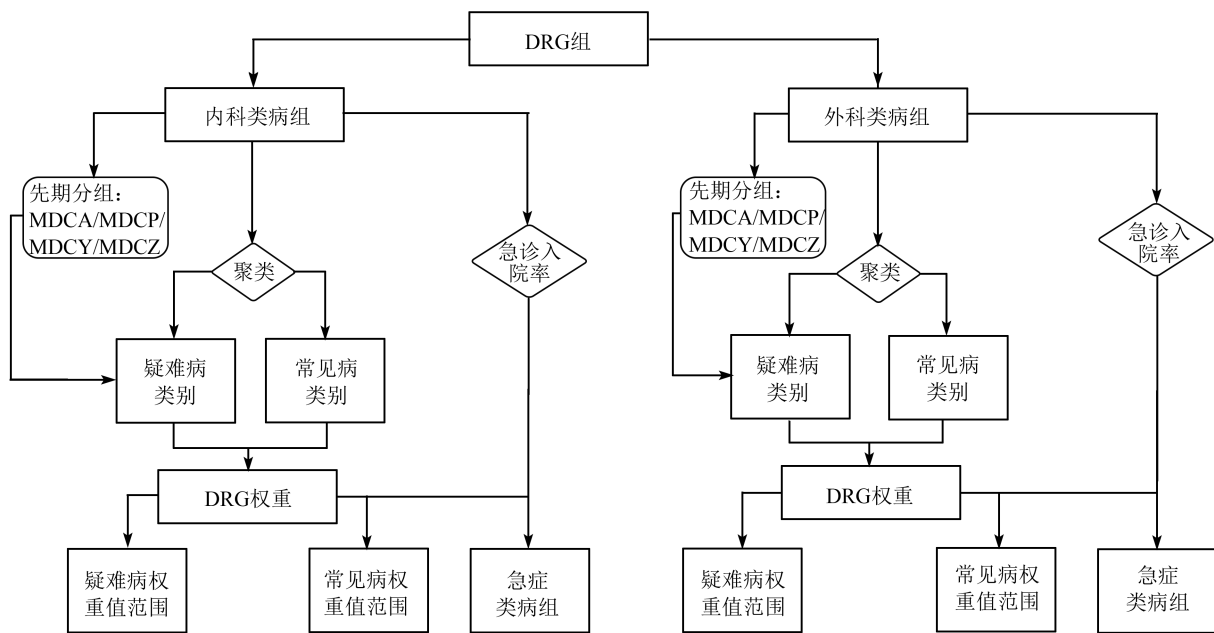 DRG组
内科类病组
先期分组：
MDCA/MDCP/
MDCY/MDCZ
聚类
急诊入
院率
疑难病
类别
常见病
类别
DRG权重
疑难病权
重值范围
常见病权
重值范围
急症
类病组
外科类病组
先期分组：
MDCA/MDCP/
MDCY/MDCZ
聚类
急诊入
院率
疑难病
类别
常见病
类别
DRG权重
疑难病权
重值范围
常见病权
重值范围
急症
类病组